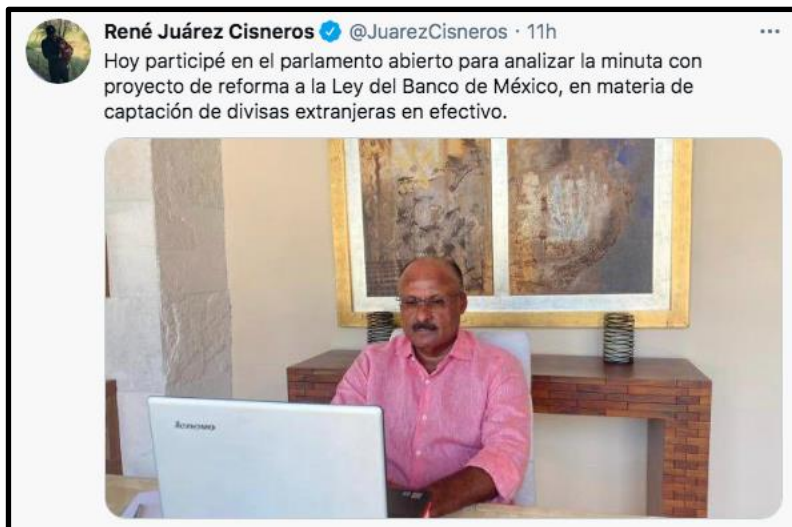 René Juárez Cisneros @JuarezCisneros · 11h
Hoy participé en el parlamento abierto para analizar la minuta con
proyecto de reforma a la Ley del Banco de México, en materia de
captación de divisas extranjeras en efectivo.
lenovo